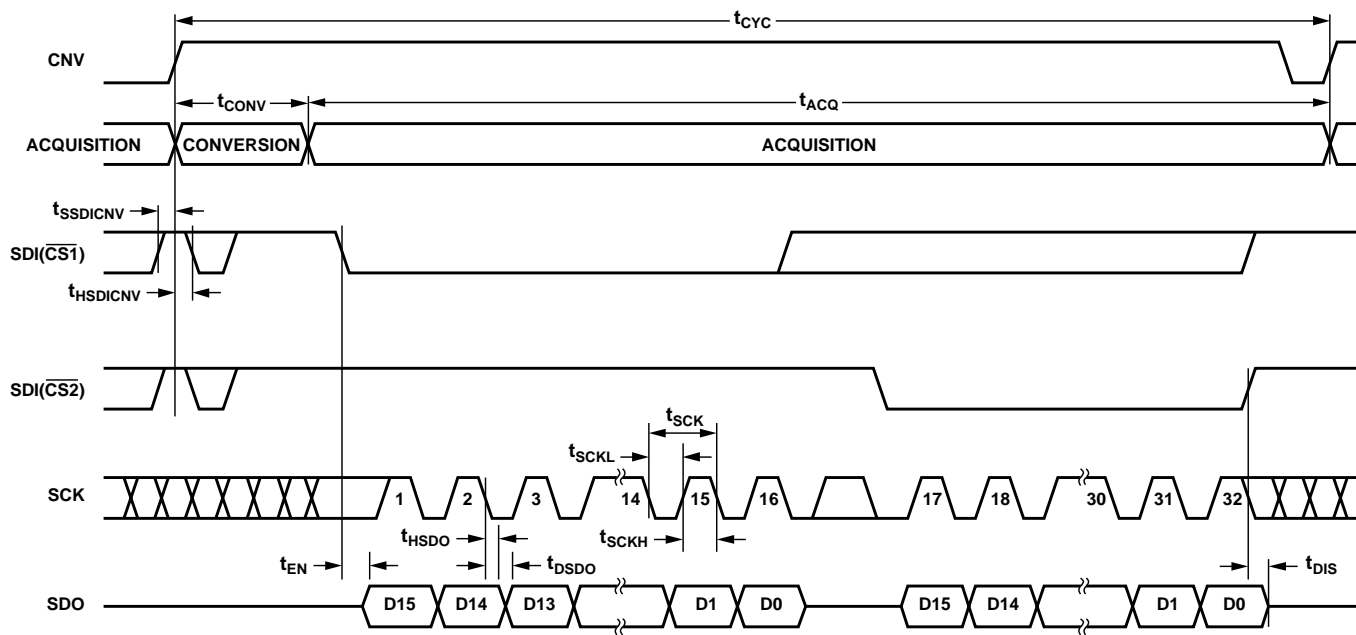 tCYC
CNV
tCONV
tACQ
ACQUISITION
CONVERSION
ACQUISITION
tSSDICNV
SDI(CS1)
tHSDICNV
SDI(CS2)
tSCK
tSCKL
SCK
1 2 3 14 15 16 17 18 30 31 32
tHSDO
tSCKH
tEN
tDSDO
tDIS
SDO
D15 D14 D13 D1 D0 D15 D14 D1 D0